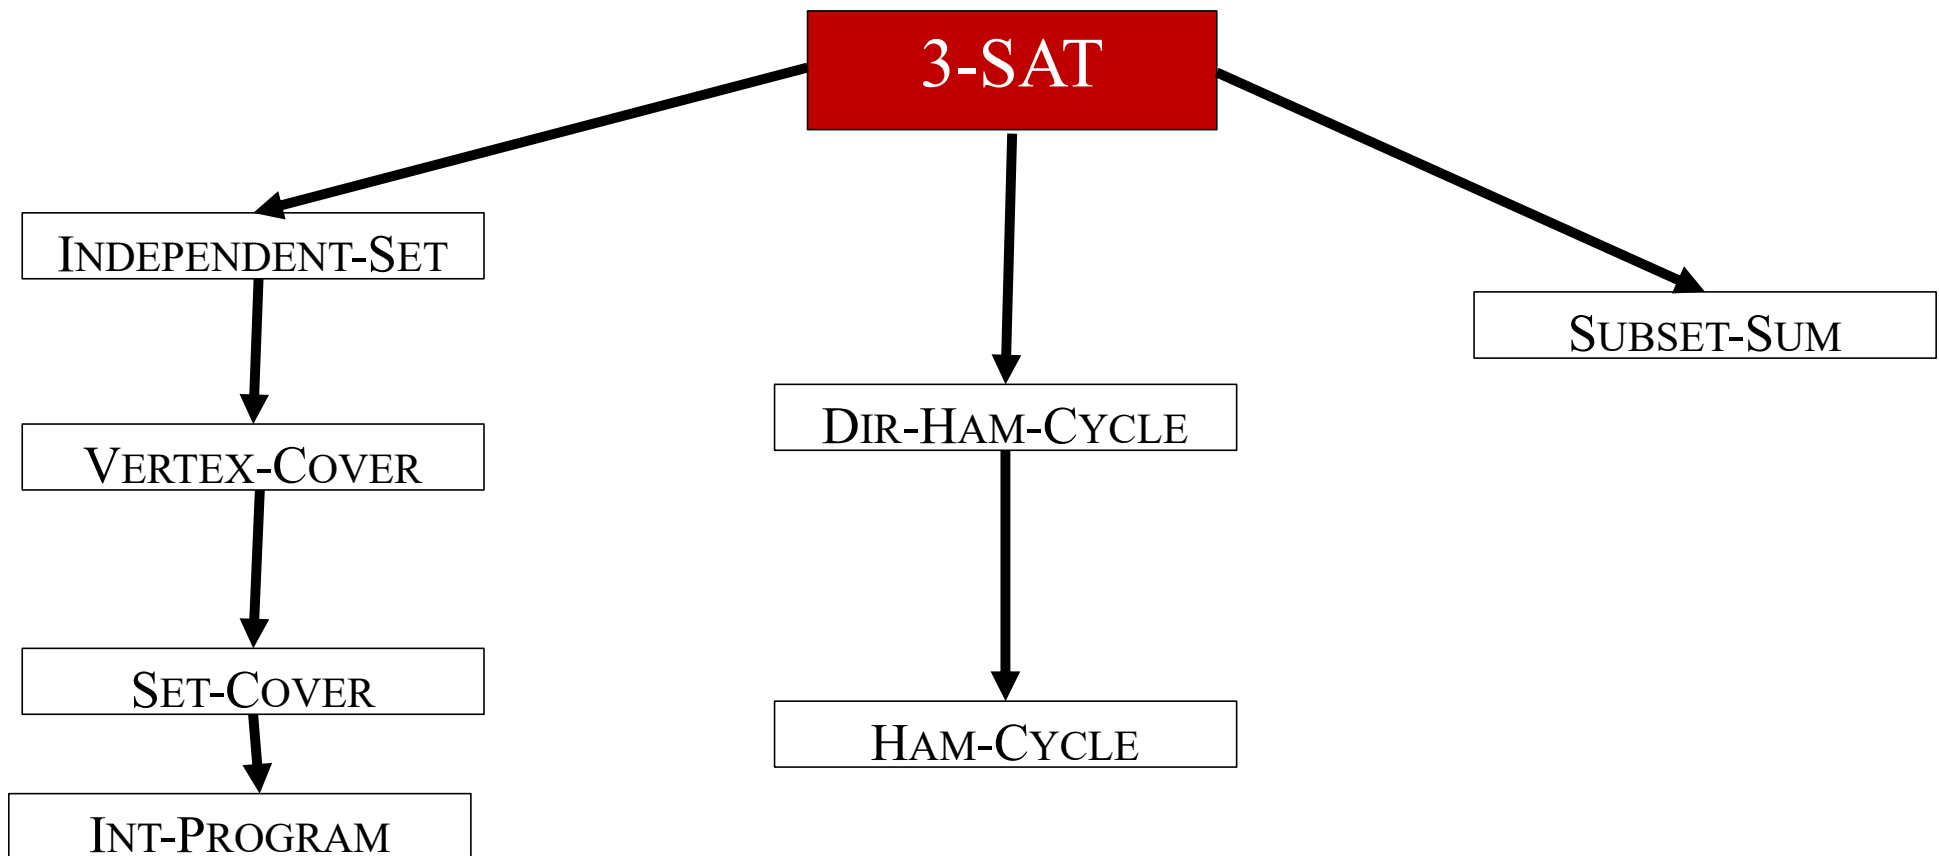 3-SAT
INDEPENDENT-SET
SUBSET-SUM
DIR-HAM-CYCLE
VERTEX-COVER
SET-COVER
HAM-CYCLE
INT-PROGRAM